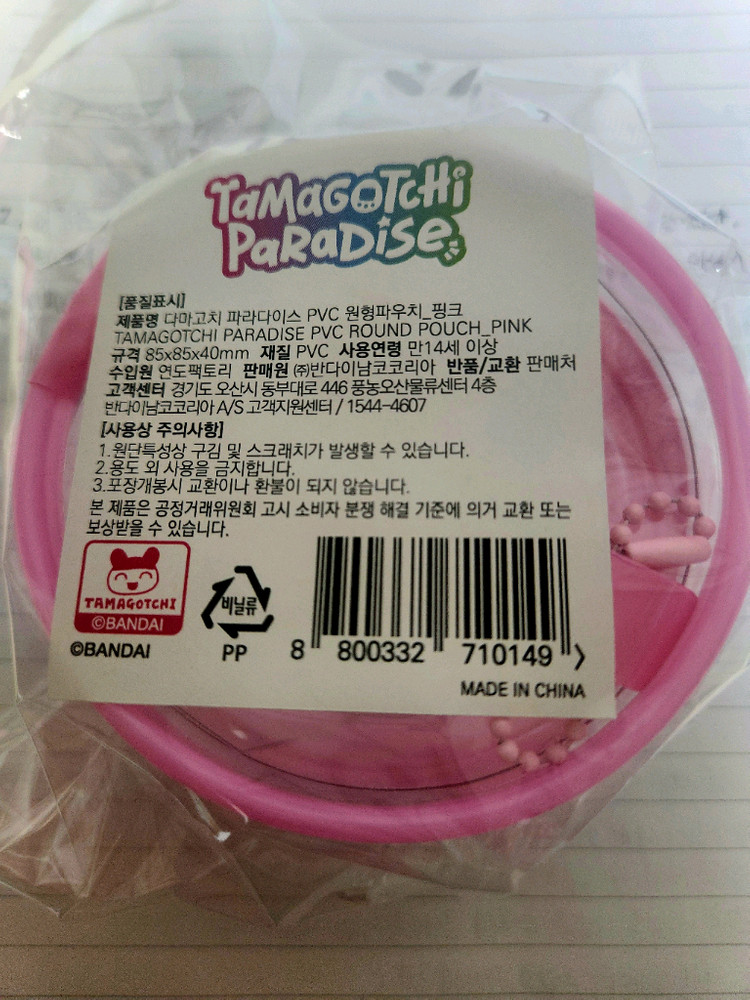 TAMAGOTCHI
PARADISE
[품질표시]
제품명 다마고치 파라다이스 PVC 원형파우치_핑크
TAMAGOTCHI PARADISE PVC ROUND POUCH_PINK
규격 85x85x40mm 재질 PVC 사용연령 만14세 이상
수입원 연도팩토리 판매원 ㈜반다이남코코리아 반품/교환 판매처
고객센터 경기도 오산시 동부대로 446 풍농오산물류센터 4층
반다이남코코리아 A/S 고객지원센터 / 1544-4607
[사용상 주의사항]
1.원단특성상 구김 및 스크래치가 발생할 수 있습니다.
2.용도 외 사용을 금지합니다.
3.포장개봉시 교환이나 환불이 되지 않습니다.
본 제품은 공정거래위원회 고시 소비자 분쟁 해결 기준에 의거 교환 또는
보상받을 수 있습니다.
TAMAGOTCHI
©BANDAI
©BANDAI
비닐류
PP
8 800332 710149 >
MADE IN CHINA